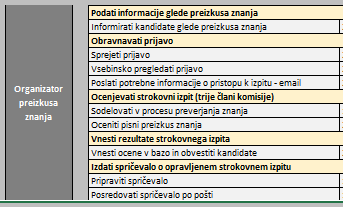 Podati informacije glede preizkusa znanja
Informirati kandidate glede preizkusa znanja
Obravnavati prijavo
Sprejeti prijavo
Vsebinsko pregledati prijavo
Poslati potrebne informacije o pristopu k izpitu - email
Organizator
preizkusa
znanja
Ocenjevati strokovni izpit (trije člani komisije)
Sodelovati v procesu preverjanja znanja
Oceniti pisni preizkus znanja
Vnesti rezultate strokovnega izpita
Vnesti ocene v bazo in obvestiti kandidate
Izdati spričevalo o opravljenem strokovnem izpitu
Pripraviti spričevalo
Posredovati spričevalo po pošti